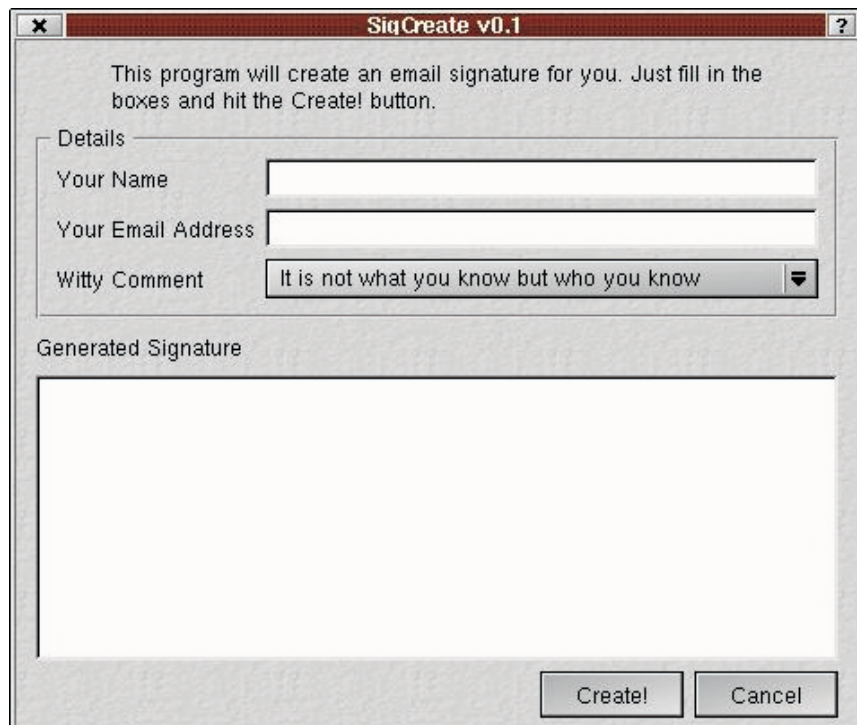 SigCreate v0.1
?
This program will create an email signature for you. Just fill in the
boxes and hit the Create! button.
Details
Your Name
Your Email Address
Witty Comment
It is not what you know but who you know
Generated Signature
Create!
Cancel